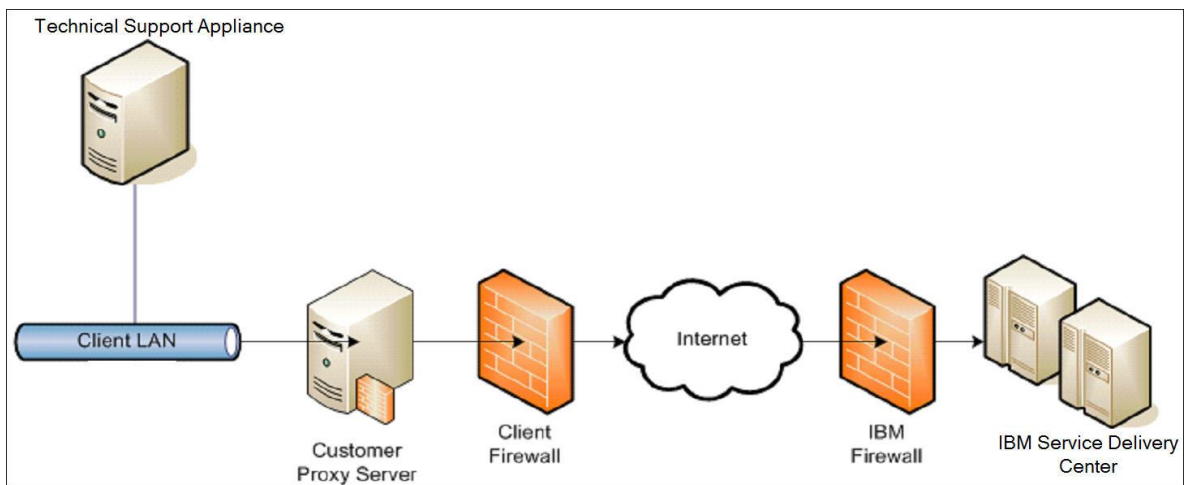 Technical Support Appliance
Client LAN
Internet
Customer
Proxy Server
Client
Firewall
IBM
Firewall
IBM Service Delivery
Center